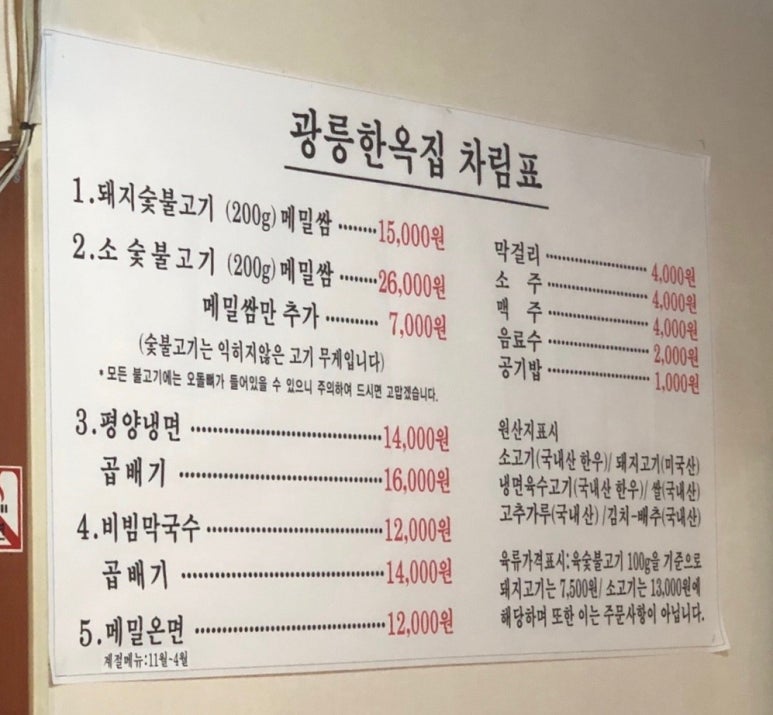 광릉한옥집 차림표
1.돼지숯불고기 (200g) 메밀쌈 ········15,000원
2.소 숯불고기 (200g) 메밀쌈 ·······26,000원
메밀쌈만 추가 ·········· 7,000원
(숯불고기는 익히지않은 고기 무게입니다)
* 모든 불고기에는 오돌뼈가 들어있을 수 있으니 주의하여 드시면 고맙겠습니다.
3.평양냉면 ··························14,000원
곱배기 ··························16,000원
4.비빔막국수 ························12,000원
곱배기 ··························14,000원
5.메밀온면 ·························12,000원
계절메뉴:11월~4월
막걸리 ················ 4,000원
소 주 ················ 4,000원
맥 주 ················ 4,000원
음료수 ················ 2,000원
공기밥 ················ 1,000원
원산지표시
소고기(국내산 한우)/ 돼지고기(미국산)
냉면육수고기(국내산 한우)/ 쌀(국내산)
고추가루(국내산) /김치-배추(국내산)
육류가격표시:육숯불고기 100g을 기준으로
돼지고기는 7,500원/ 소고기는 13,000원에
해당하며 또한 이는 주문사항이 아닙니다.